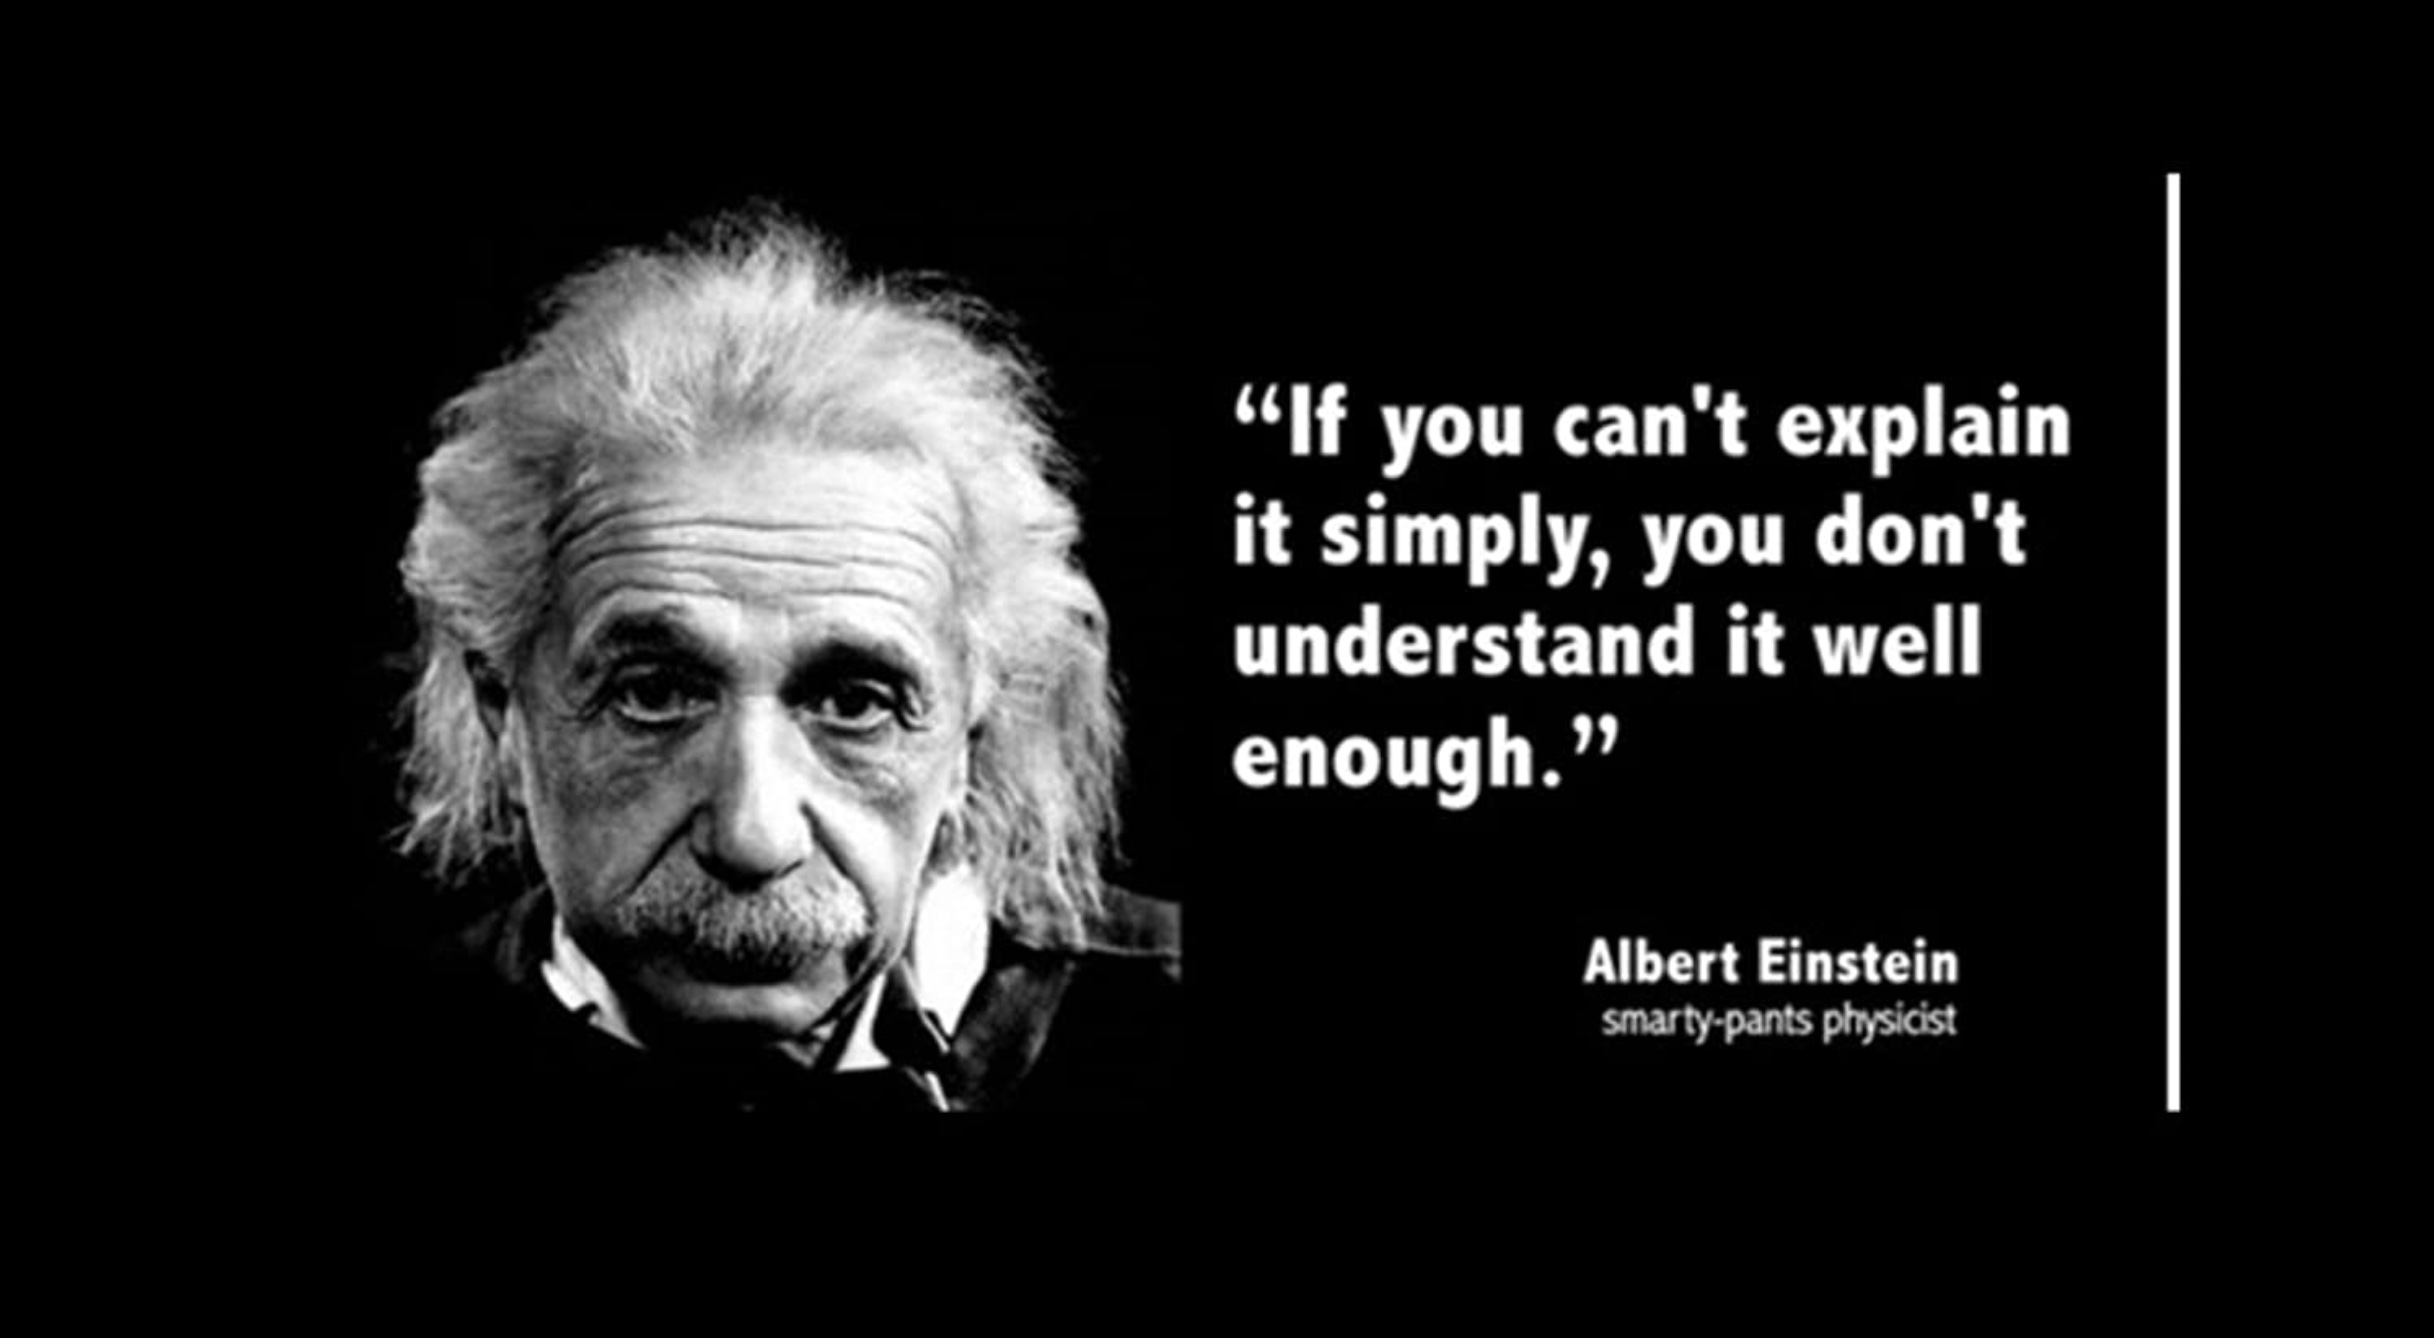 “If you can't explain
it simply, you don't
understand it well
enough.”
Albert Einstein
smarty-pants physicist